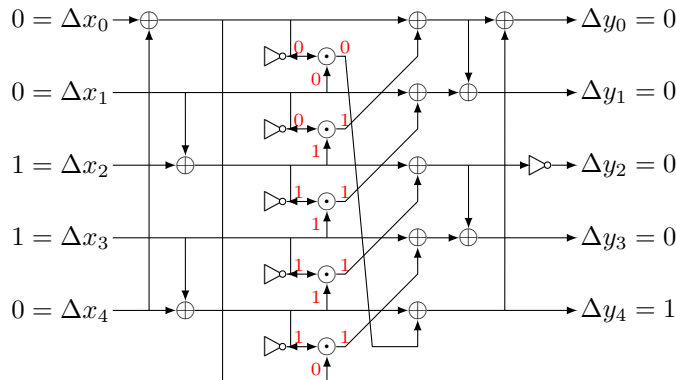 0 = Δx₀ 0 0 Δy₀ = 0
0
0 = Δx₁ 0 1 Δy₁ = 0
1
1 = Δx₂ 1 1 Δy₂ = 0
1
1 = Δx₃ 1 1 Δy₃ = 0
1
0 = Δx₄ 1 1 Δy₄ = 1
0